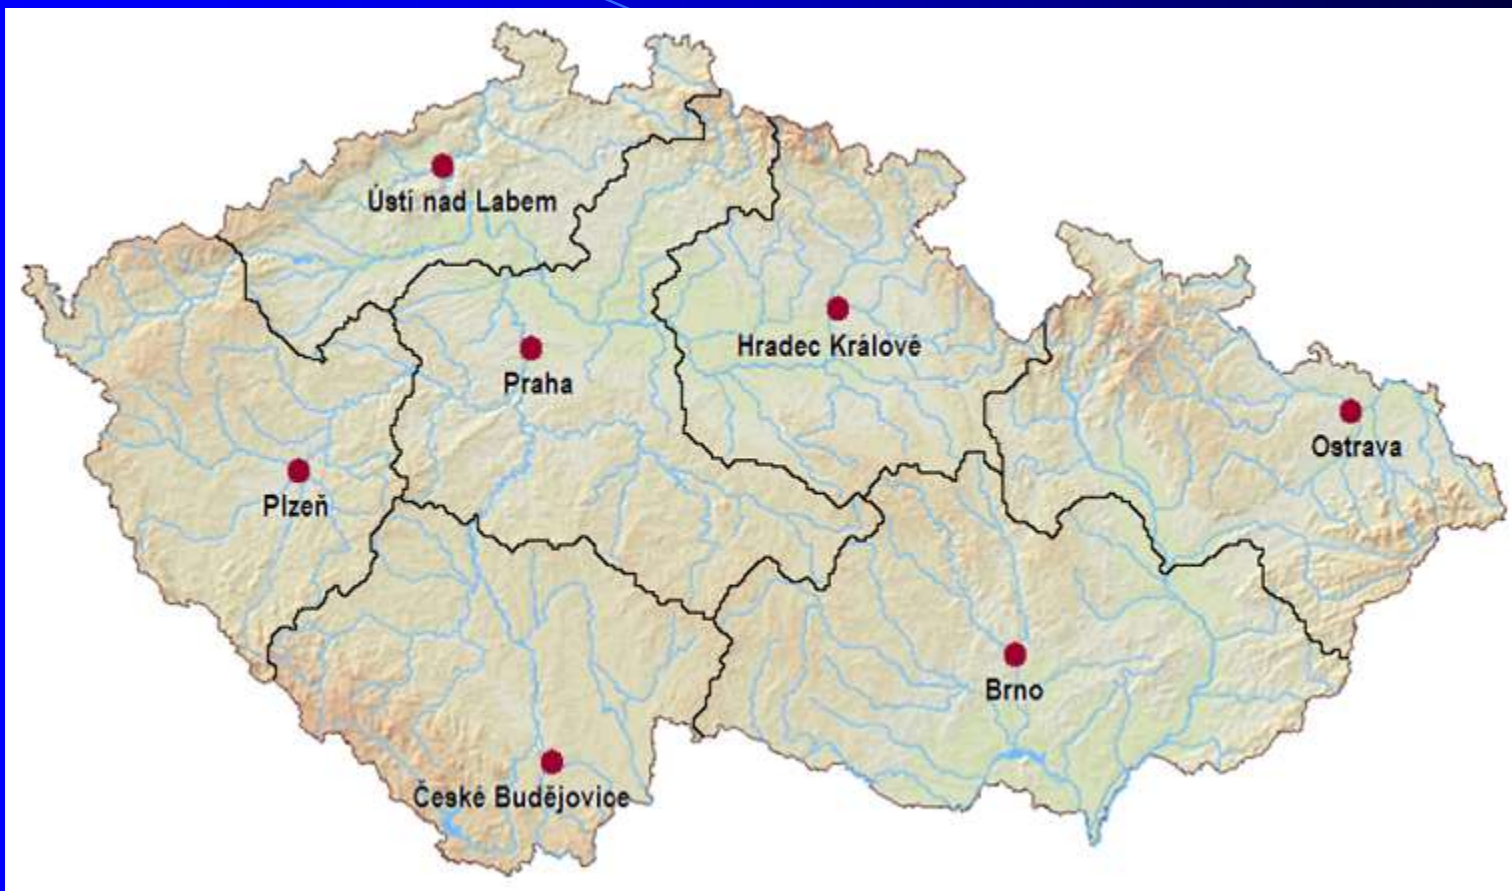 Ústí nad Labem
Hradec Králové
Praha
Ostrava
Plzeň
Brno
České Budějovice